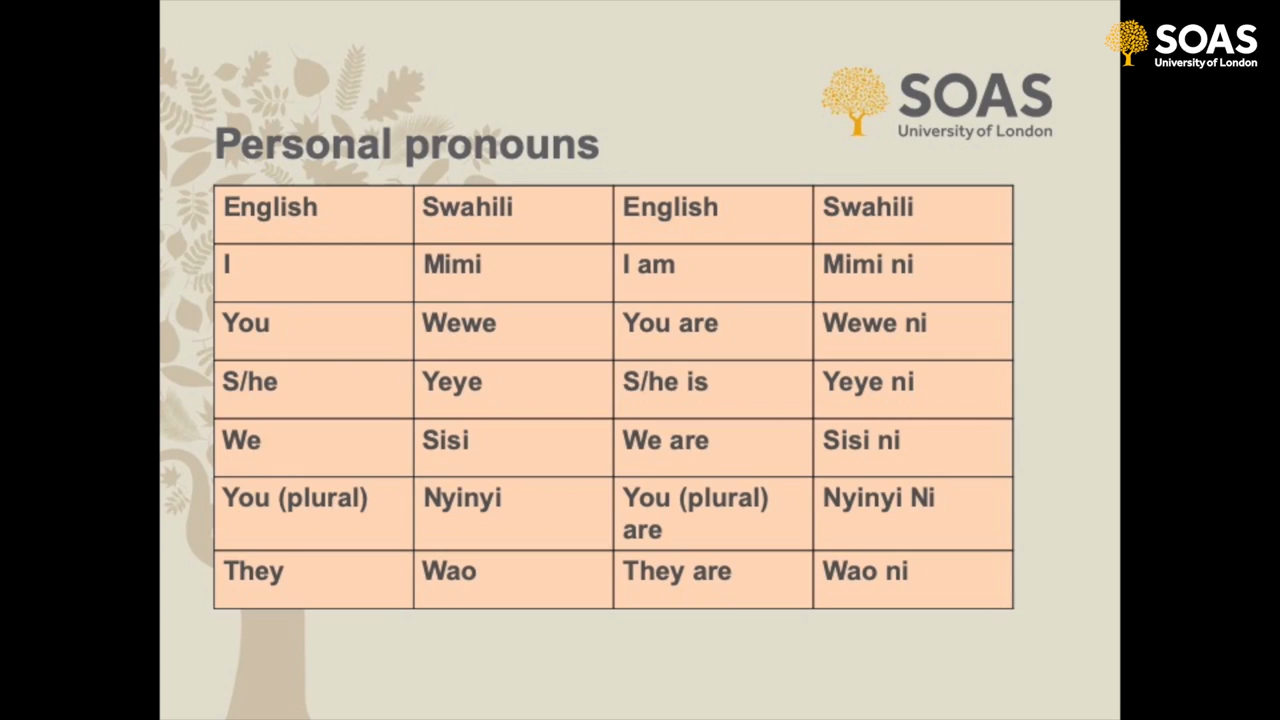 SOAS
University of London
SOAS
University of London
Personal pronouns
English Swahili English Swahili
I Mimi I am Mimi ni
You Wewe You are Wewe ni
S/he Yeye S/he is Yeye ni
We Sisi We are Sisi ni
You (plural) Nyinyi You (plural) Nyinyi Ni
are
They Wao They are Wao ni